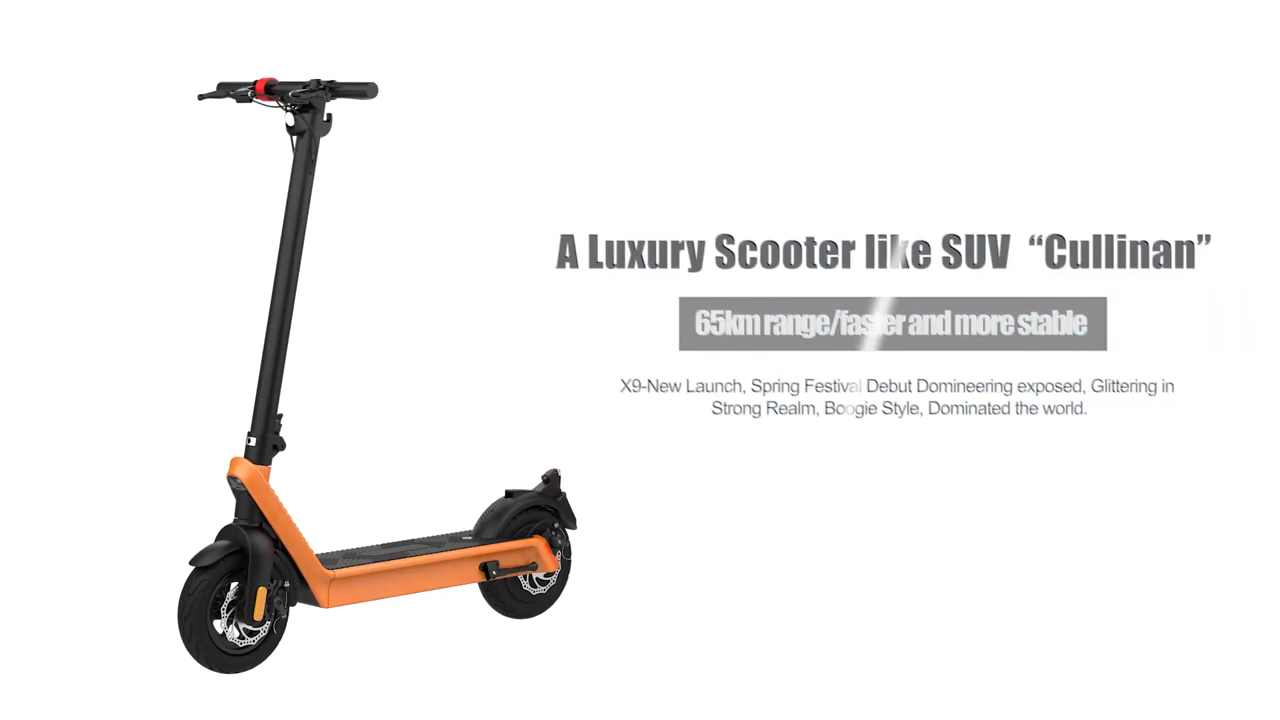 A Luxury Scooter like SUV “Cullinan”
65km range/faster and more stable
X9-New Launch, Spring Festival Debut Domineering exposed, Glittering in
Strong Realm, Boogie Style, Dominated the world.